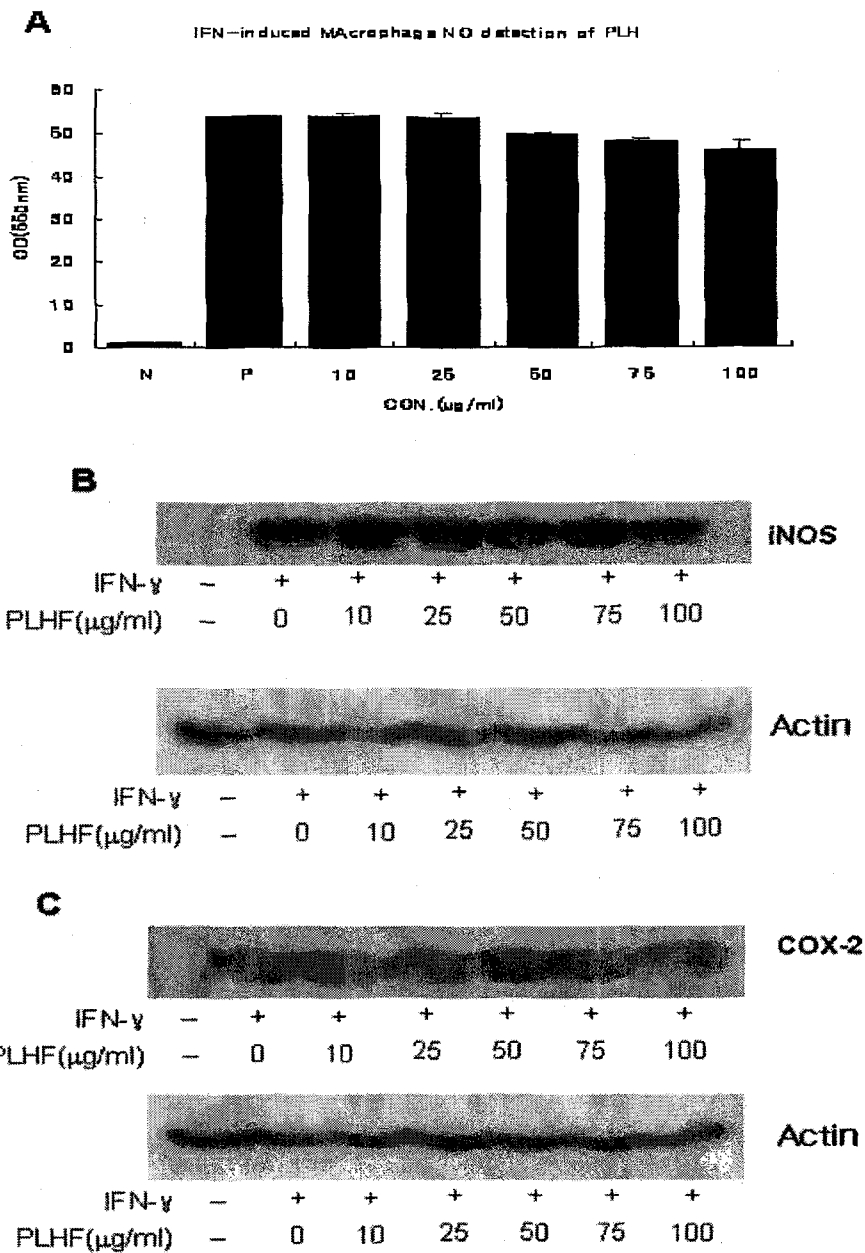 A
IFN-induced MAcrophage NO detection of PLH
60
50
40
30
20
10
0
OD(550nm)
N P 10 25 50 75 100
CON.(ug/ml)
B
iNOS
IFN-γ – + + + + + +
PLHF(μg/ml) – 0 10 25 50 75 100
Actin
IFN-γ – + + + + + +
PLHF(μg/ml) – 0 10 25 50 75 100
C
COX-2
IFN-γ – + + + + + +
PLHF(μg/ml) – 0 10 25 50 75 100
Actin
IFN-γ – + + + + + +
PLHF(μg/ml) – 0 10 25 50 75 100